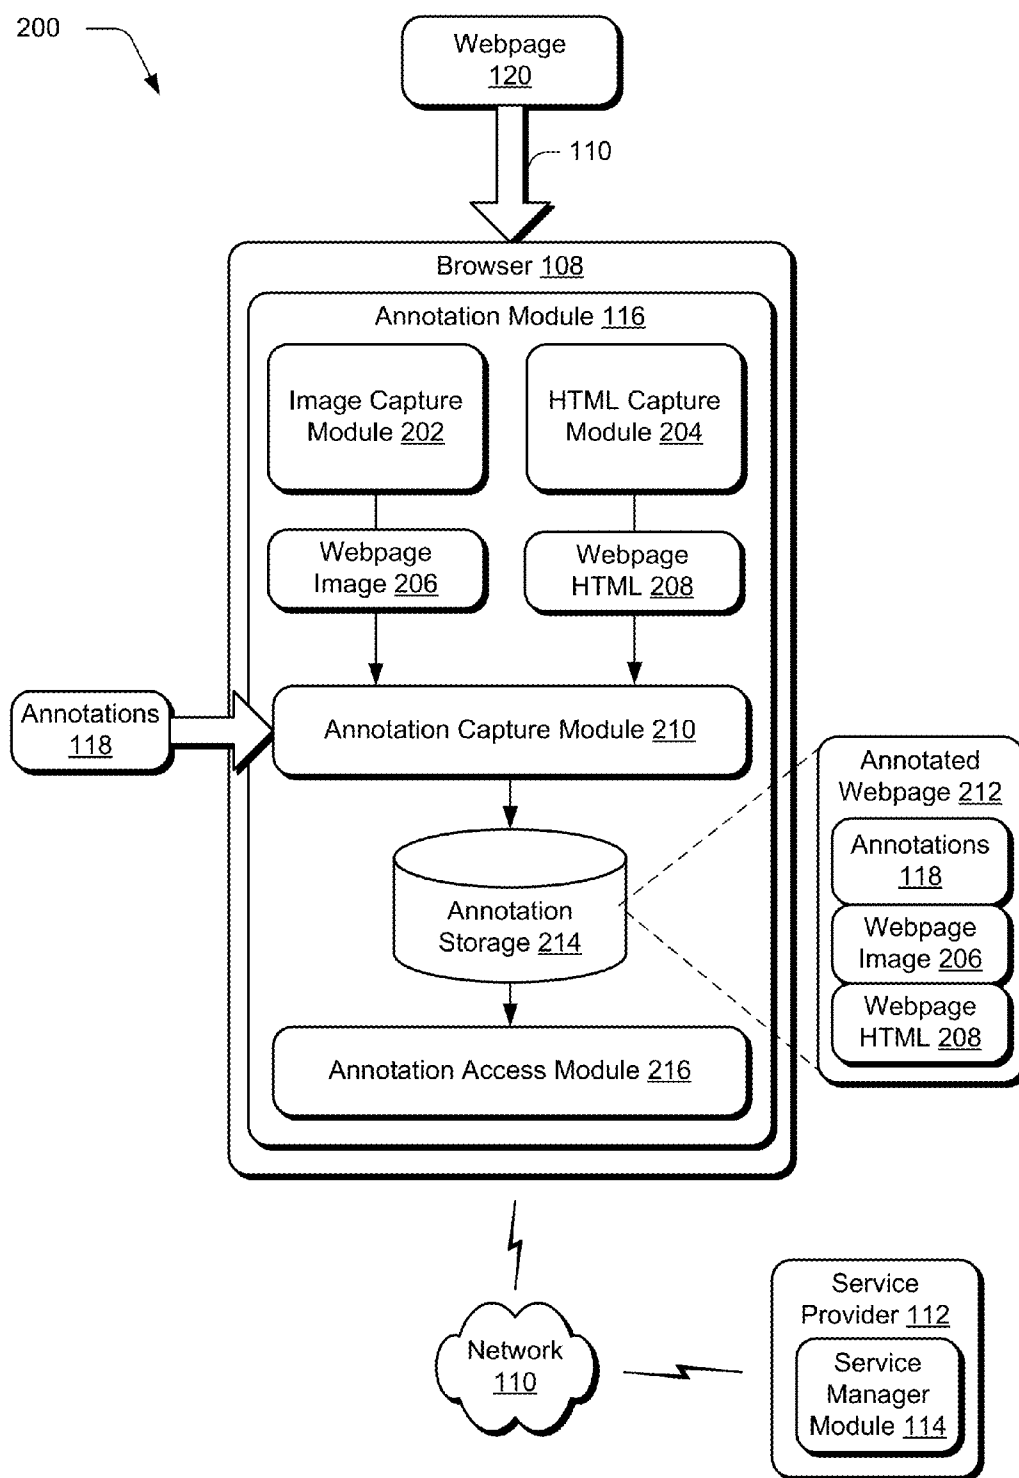 200
Webpage
120
110
Browser 108
Annotation Module 116
Image Capture
Module 202
HTML Capture
Module 204
Webpage
Image 206
Webpage
HTML 208
Annotations
118
Annotation Capture Module 210
Annotated
Webpage 212
Annotations
118
Webpage
Image 206
Webpage
HTML 208
Annotation
Storage 214
Annotation Access Module 216
Network
110
Service
Provider 112
Service
Manager
Module 114